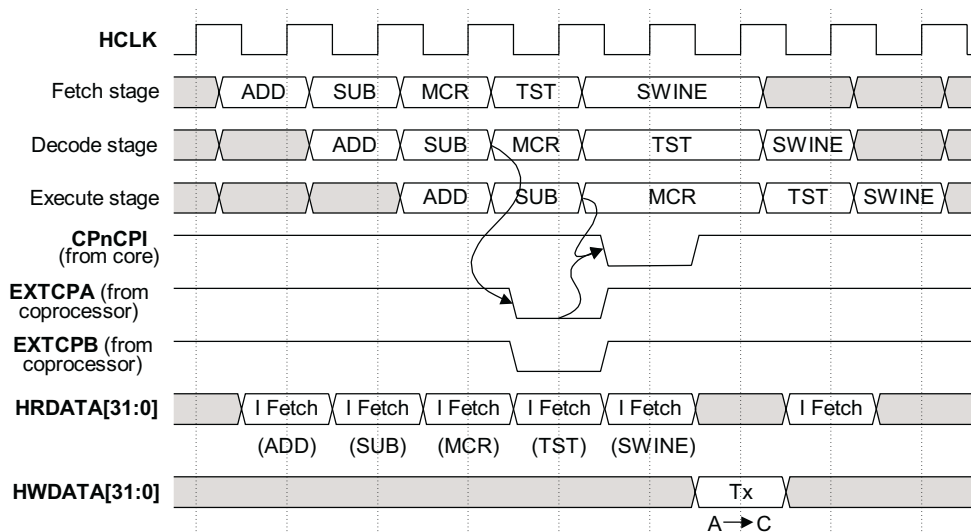 HCLK
Fetch stage ADD SUB MCR TST SWINE
Decode stage ADD SUB MCR TST SWINE
Execute stage ADD SUB MCR TST SWINE
CPnCPI
(from core)
EXTCPA (from
coprocessor)
EXTCPB (from
coprocessor)
HRDATA[31:0] I Fetch I Fetch I Fetch I Fetch I Fetch I Fetch
(ADD) (SUB) (MCR) (TST) (SWINE)
HWDATA[31:0] Tx
A→C